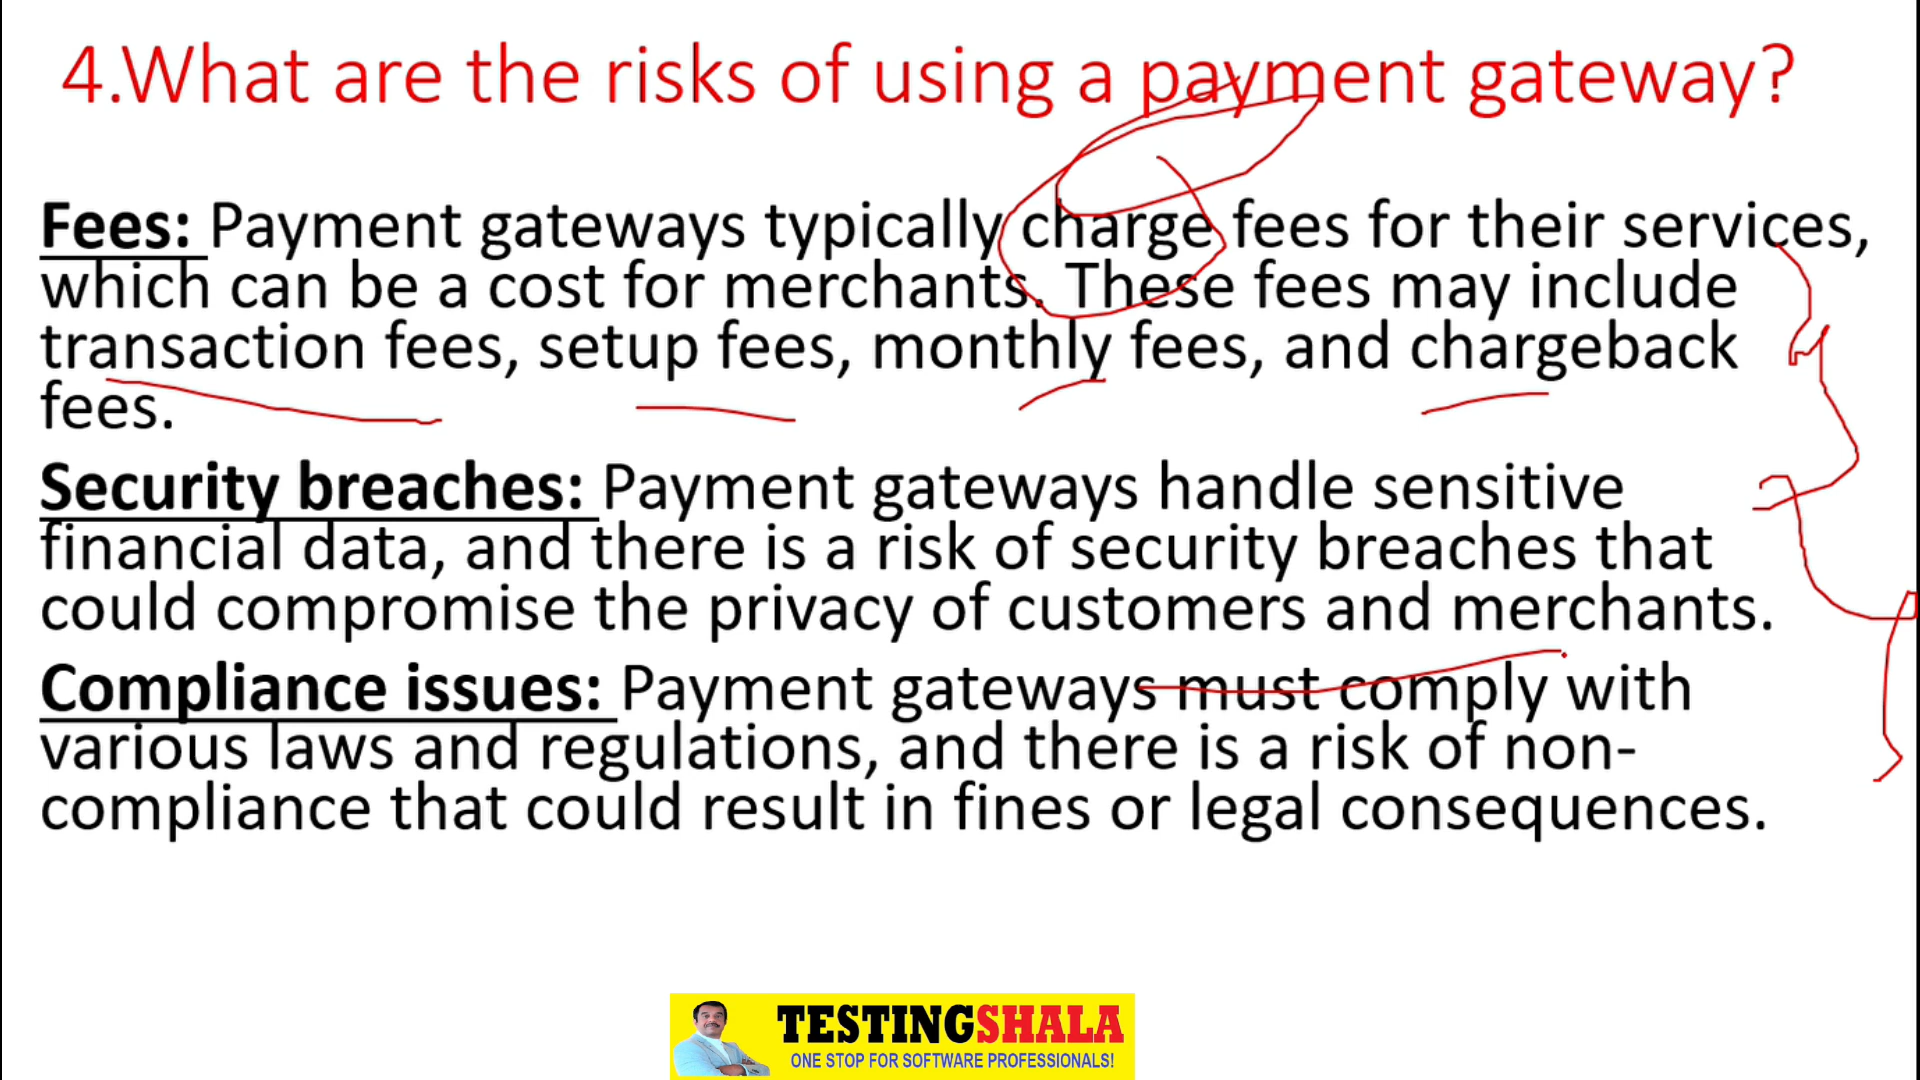 4.What are the risks of using a payment gateway?
Fees: Payment gateways typically charge fees for their services,
which can be a cost for merchants. These fees may include
transaction fees, setup fees, monthly fees, and chargeback
fees.
Security breaches: Payment gateways handle sensitive
financial data, and there is a risk of security breaches that
could compromise the privacy of customers and merchants.
Compliance issues: Payment gateways must comply with
various laws and regulations, and there is a risk of non-
compliance that could result in fines or legal consequences.
TESTINGSHALA
ONE STOP FOR SOFTWARE PROFESSIONALS!